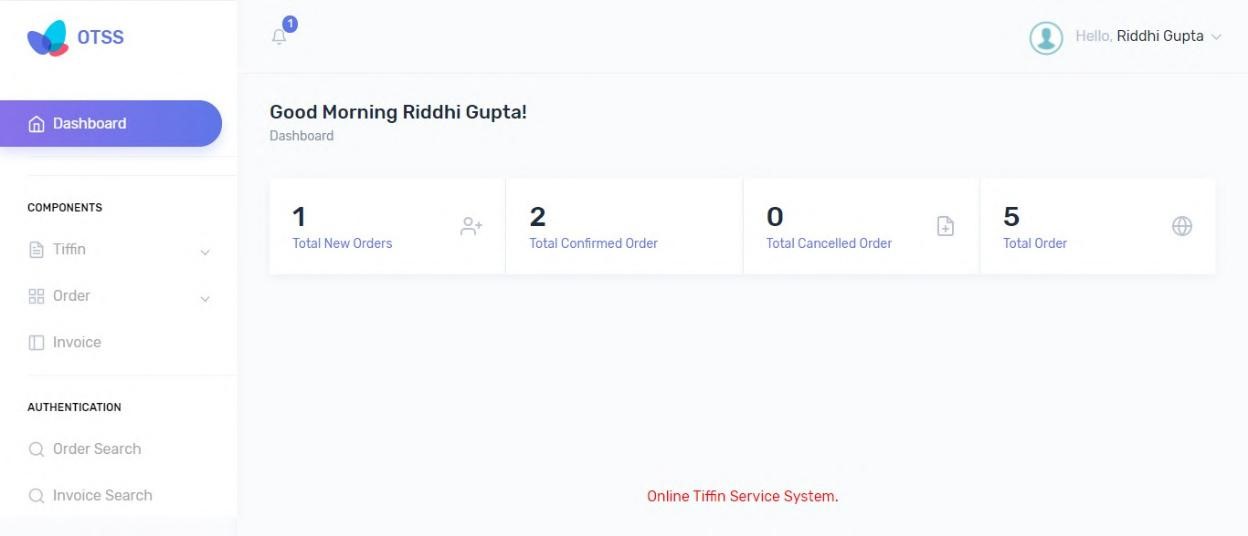 OTSS
1
Hello, Riddhi Gupta
Dashboard
Good Morning Riddhi Gupta!
Dashboard
COMPONENTS
Tiffin
Order
Invoice
AUTHENTICATION
Order Search
Invoice Search
1
Total New Orders
2
Total Confirmed Order
0
Total Cancelled Order
5
Total Order
Online Tiffin Service System.